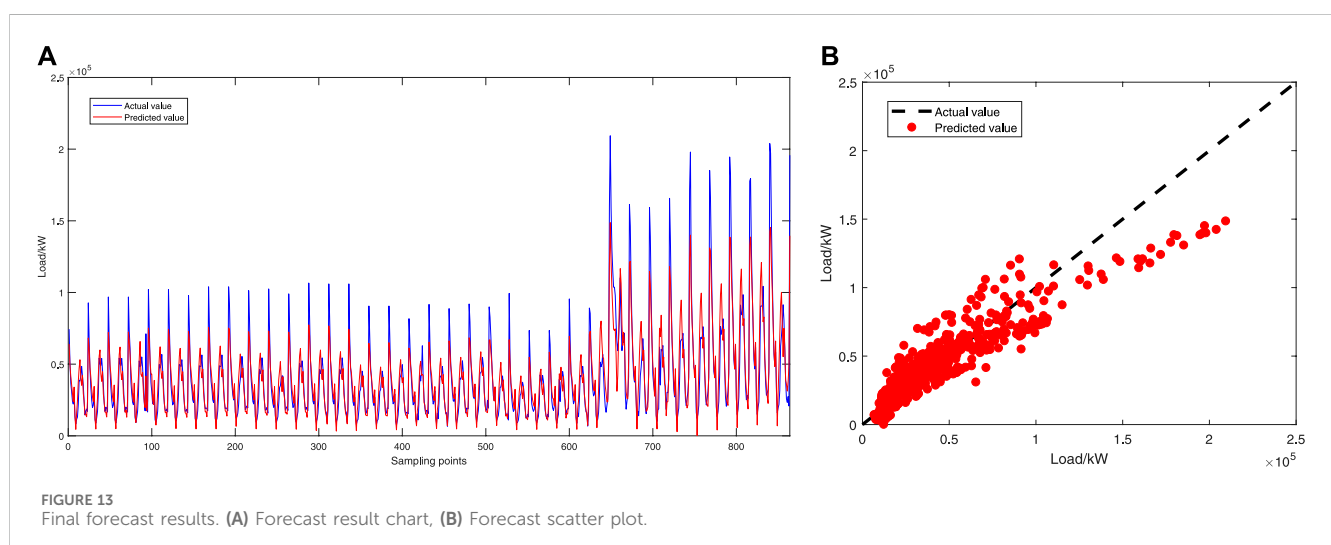 A
×10⁵
2.5
2
1.5
1
0.5
0
Load/kW
Actual value
Predicted value
0 100 200 300 400 500 600 700 800
Sampling points
B
×10⁵
2.5
2
1.5
1
0.5
0
Load/kW
Actual value
Predicted value
0 0.5 1 1.5 2 2.5
Load/kW
×10⁵
FIGURE 13
Final forecast results. (A) Forecast result chart, (B) Forecast scatter plot.